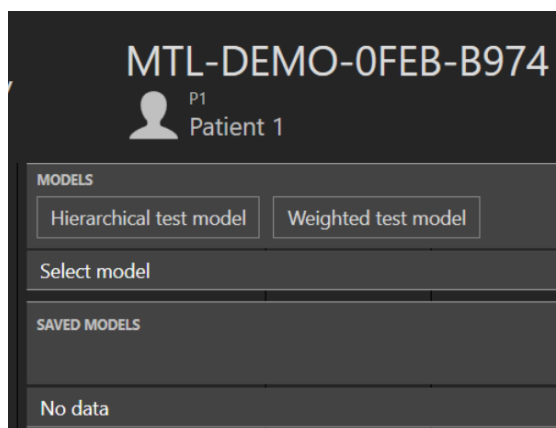 MTL-DEMO-0FEB-B974
P1
Patient 1
MODELS
Hierarchical test model
Weighted test model
Select model
SAVED MODELS
No data